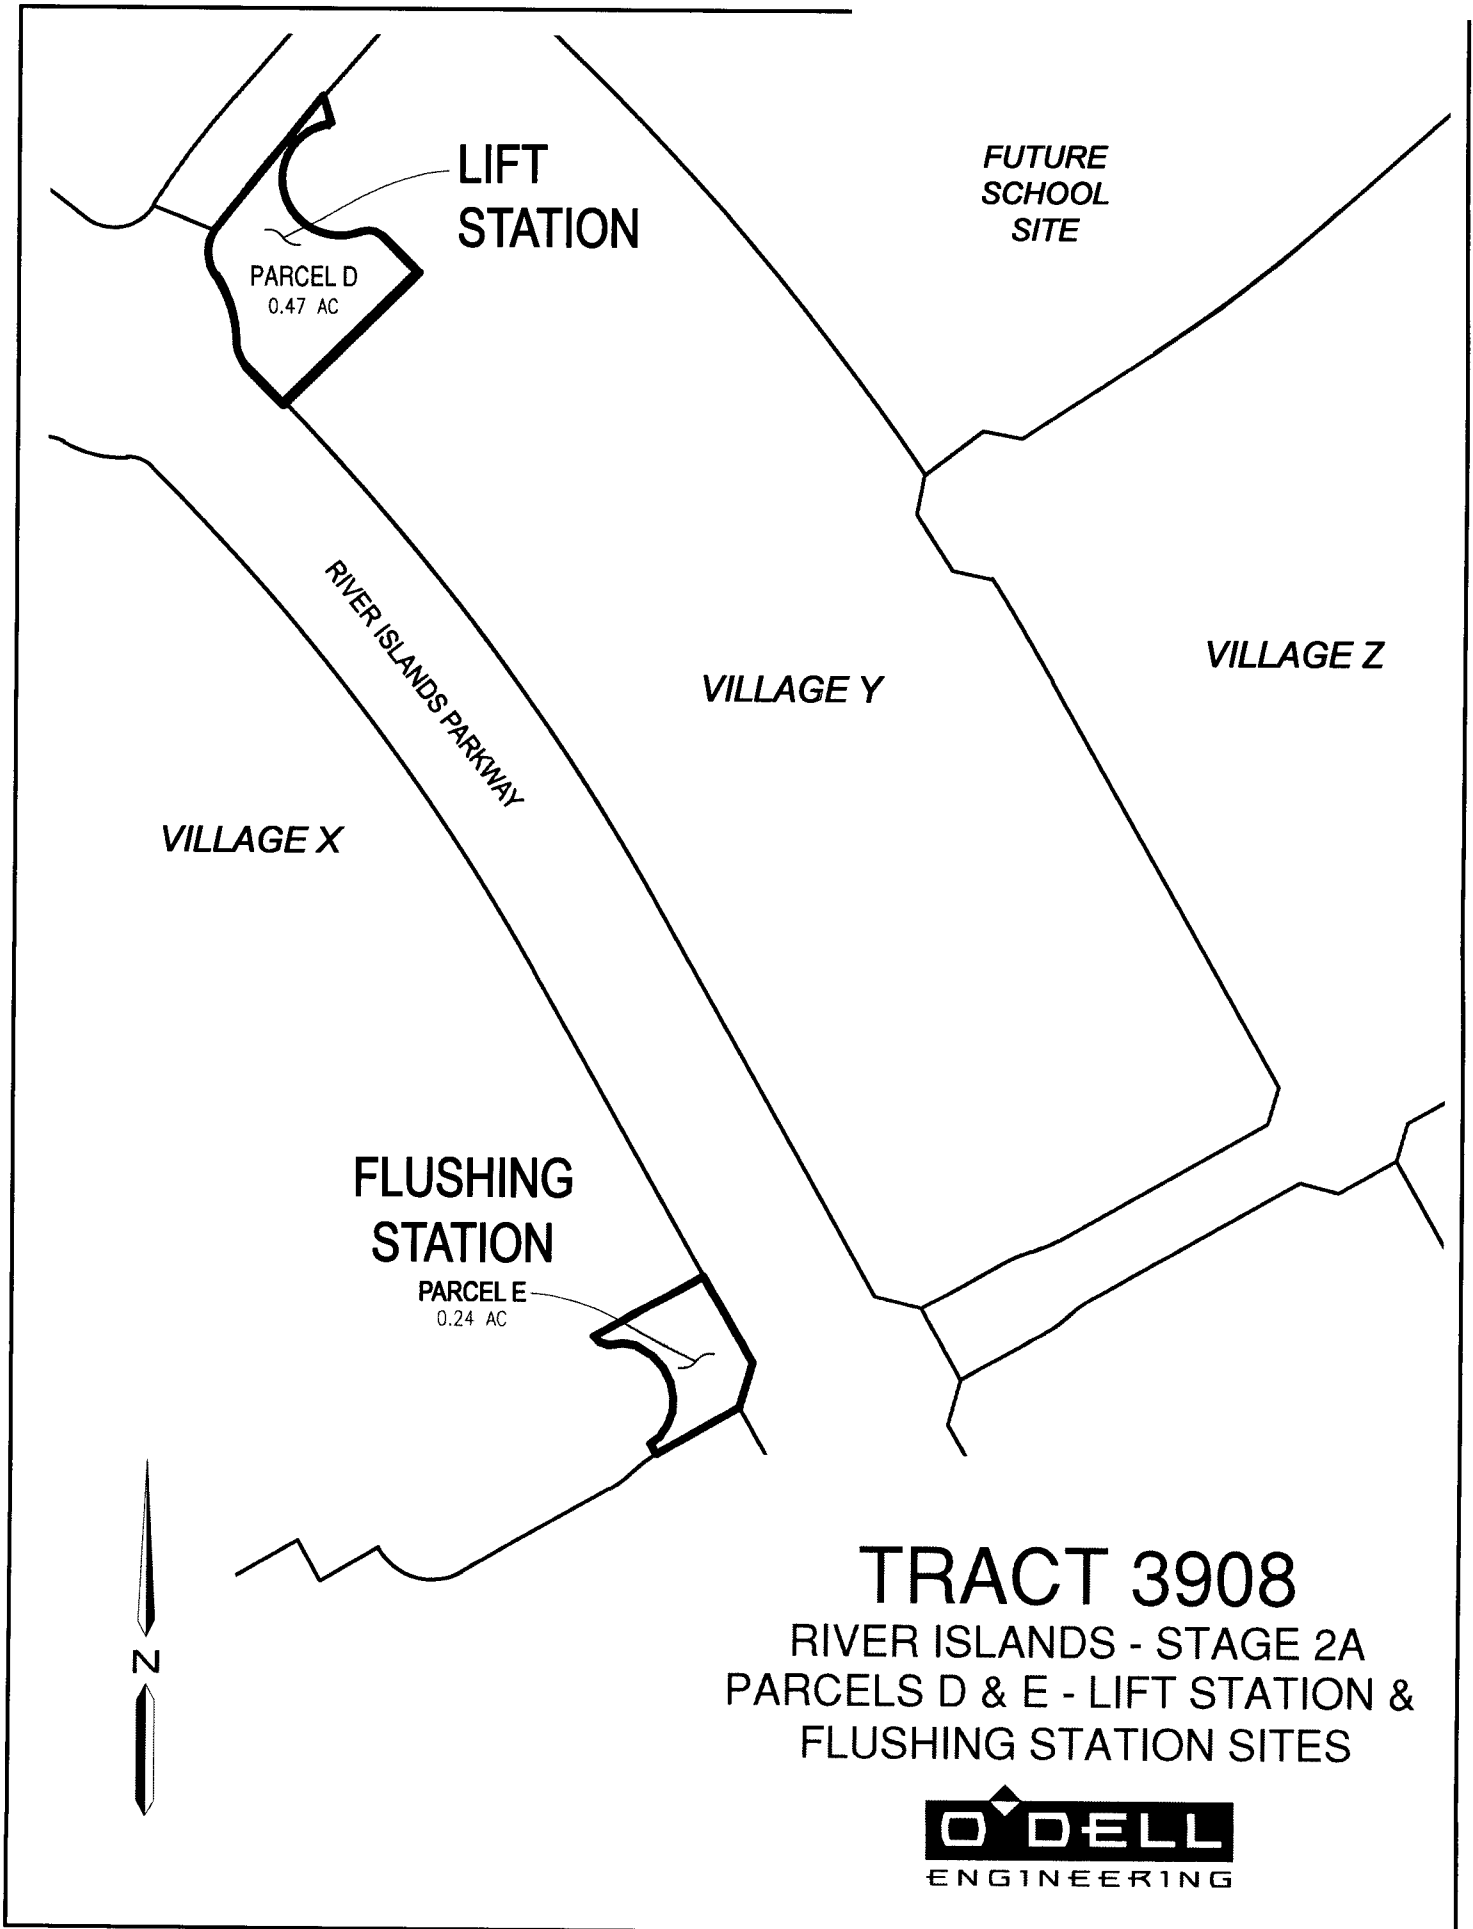 LIFT
STATION
PARCEL D
0.47 AC
FUTURE
SCHOOL
SITE
RIVER ISLANDS PARKWAY
VILLAGE Y
VILLAGE Z
VILLAGE X
FLUSHING
STATION
PARCEL E
0.24 AC
N
TRACT 3908
RIVER ISLANDS - STAGE 2A
PARCELS D & E - LIFT STATION &
FLUSHING STATION SITES
O'DELL
ENGINEERING